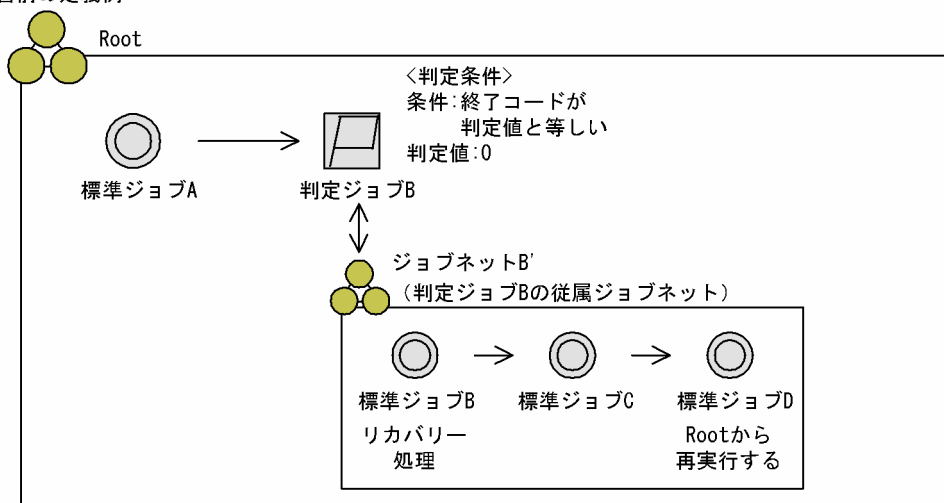 Root
<判定条件>
条件:終了コードが
判定値と等しい
判定値:0
標準ジョブA
判定ジョブB
ジョブネットB'
(判定ジョブBの従属ジョブネット)
標準ジョブB
標準ジョブC
標準ジョブD
リカバリー
処理
Rootから
再実行する